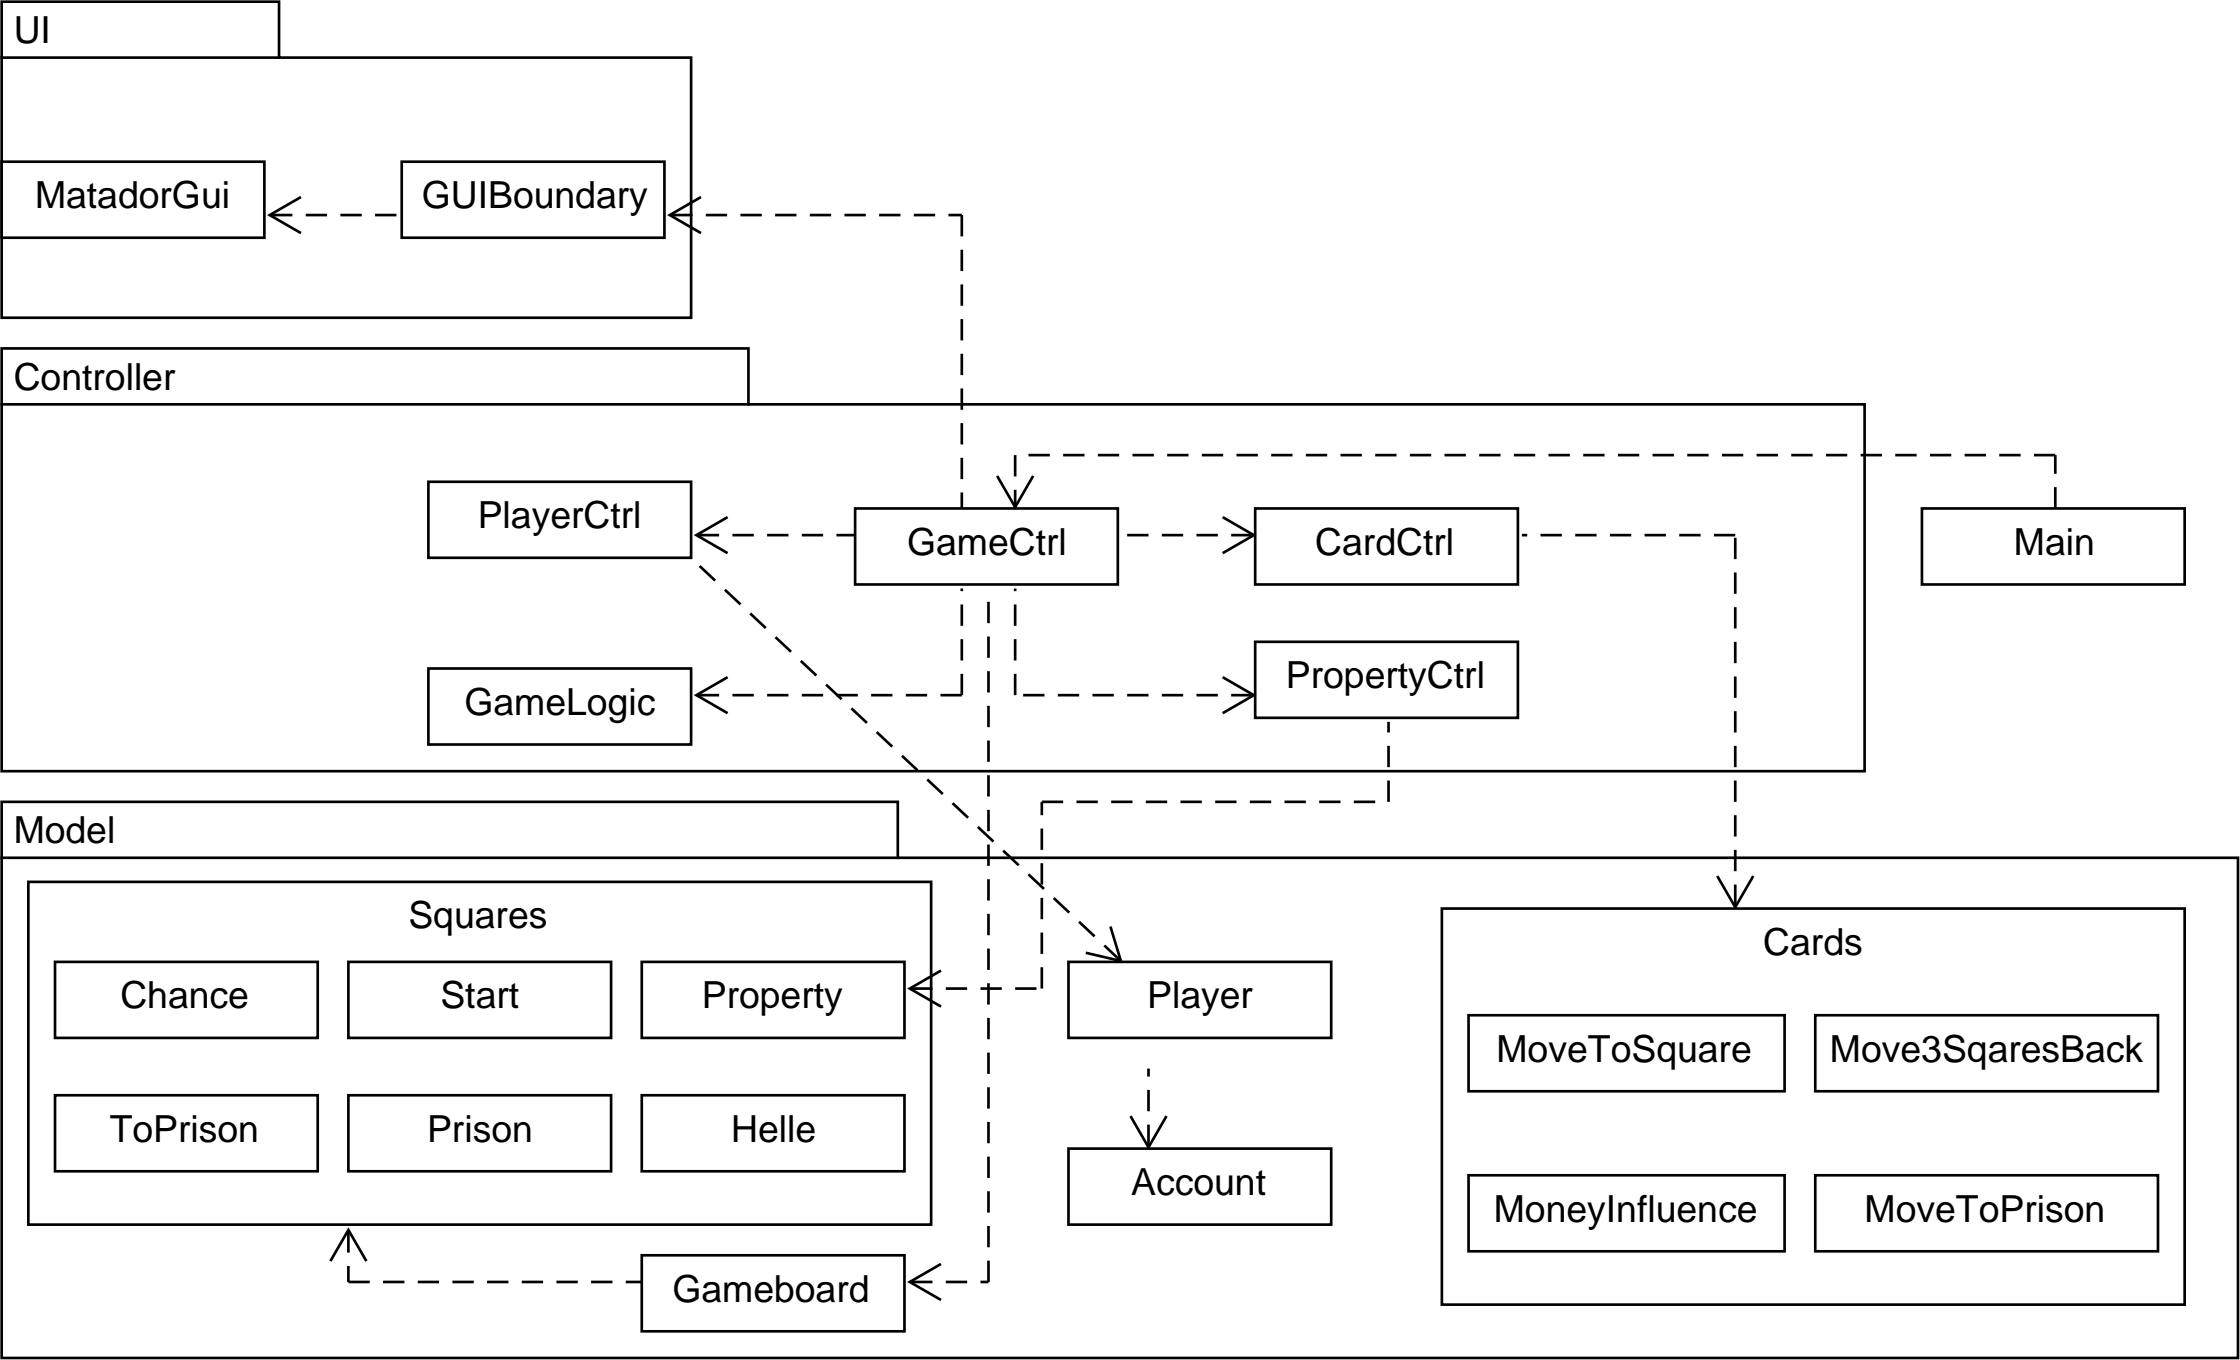 UI
MatadorGui
GUIBoundary
Controller
PlayerCtrl
GameCtrl
CardCtrl
Main
GameLogic
PropertyCtrl
Model
Squares
Cards
Chance
Start
Property
Player
MoveToSquare
Move3SqaresBack
ToPrison
Prison
Helle
Account
MoneyInfluence
MoveToPrison
Gameboard